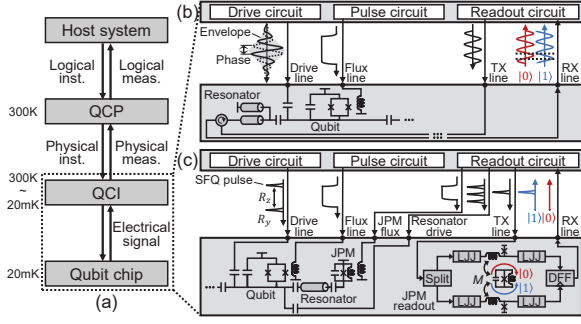 Host system
Logical inst.
Logical meas.
300K
QCP
Physical inst.
Physical meas.
300K
~
20mK
QCI
Electrical signal
20mK
Qubit chip
(a)
(b)
Drive circuit
Pulse circuit
Readout circuit
Envelope
Phase
|0⟩
|1⟩
Drive line
Flux line
TX line
RX line
Resonator
Qubit
(c)
Drive circuit
Pulse circuit
Readout circuit
SFQ pulse
Rz
Ry
Drive line
Flux line
JPM flux
Resonator drive
TX line
|1⟩
|0⟩
RX line
JPM
Qubit
Resonator
JPM readout
Split
LJJ
LJJ
M
|0⟩
|1⟩
LJJ
LJJ
DFF